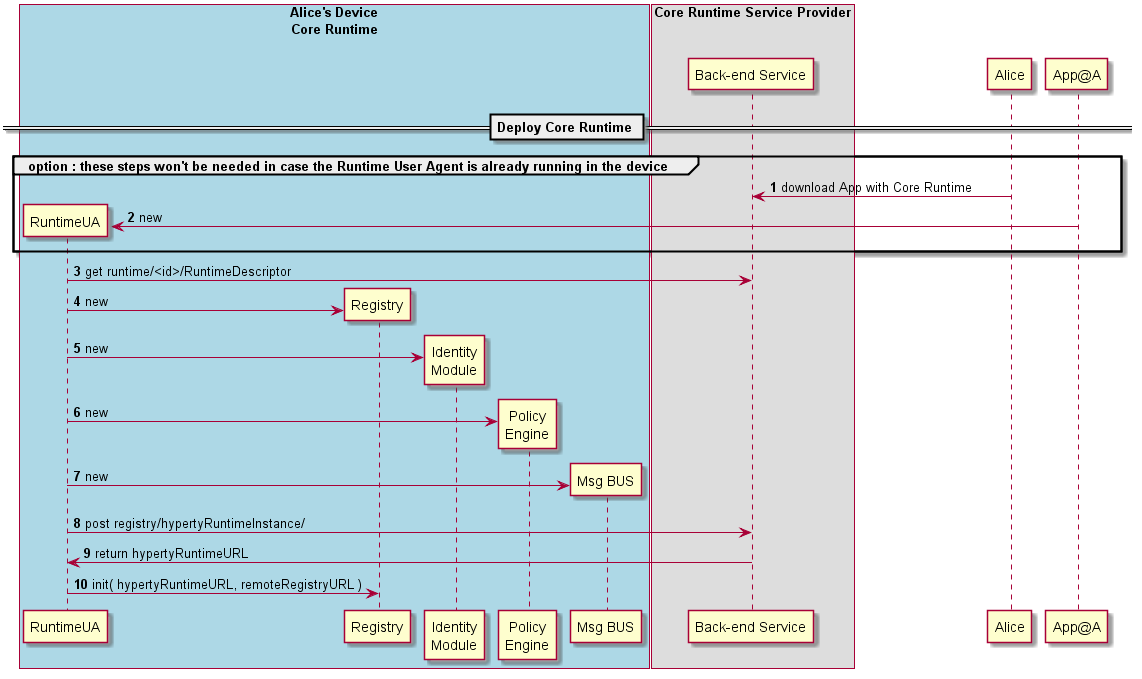 Alice's Device
Core Runtime
Core Runtime Service Provider
Back-end Service
Alice
App@A
Deploy Core Runtime
option : these steps won't be needed in case the Runtime User Agent is already running in the device
1 download App with Core Runtime
RuntimeUA
2 new
3 get runtime/<id>/RuntimeDescriptor
4 new
Registry
5 new
Identity
Module
6 new
Policy
Engine
7 new
Msg BUS
8 post registry/hypertyRuntimeInstance/
9 return hypertyRuntimeURL
10 init( hypertyRuntimeURL, remoteRegistryURL )
RuntimeUA
Registry
Identity
Module
Policy
Engine
Msg BUS
Back-end Service
Alice
App@A